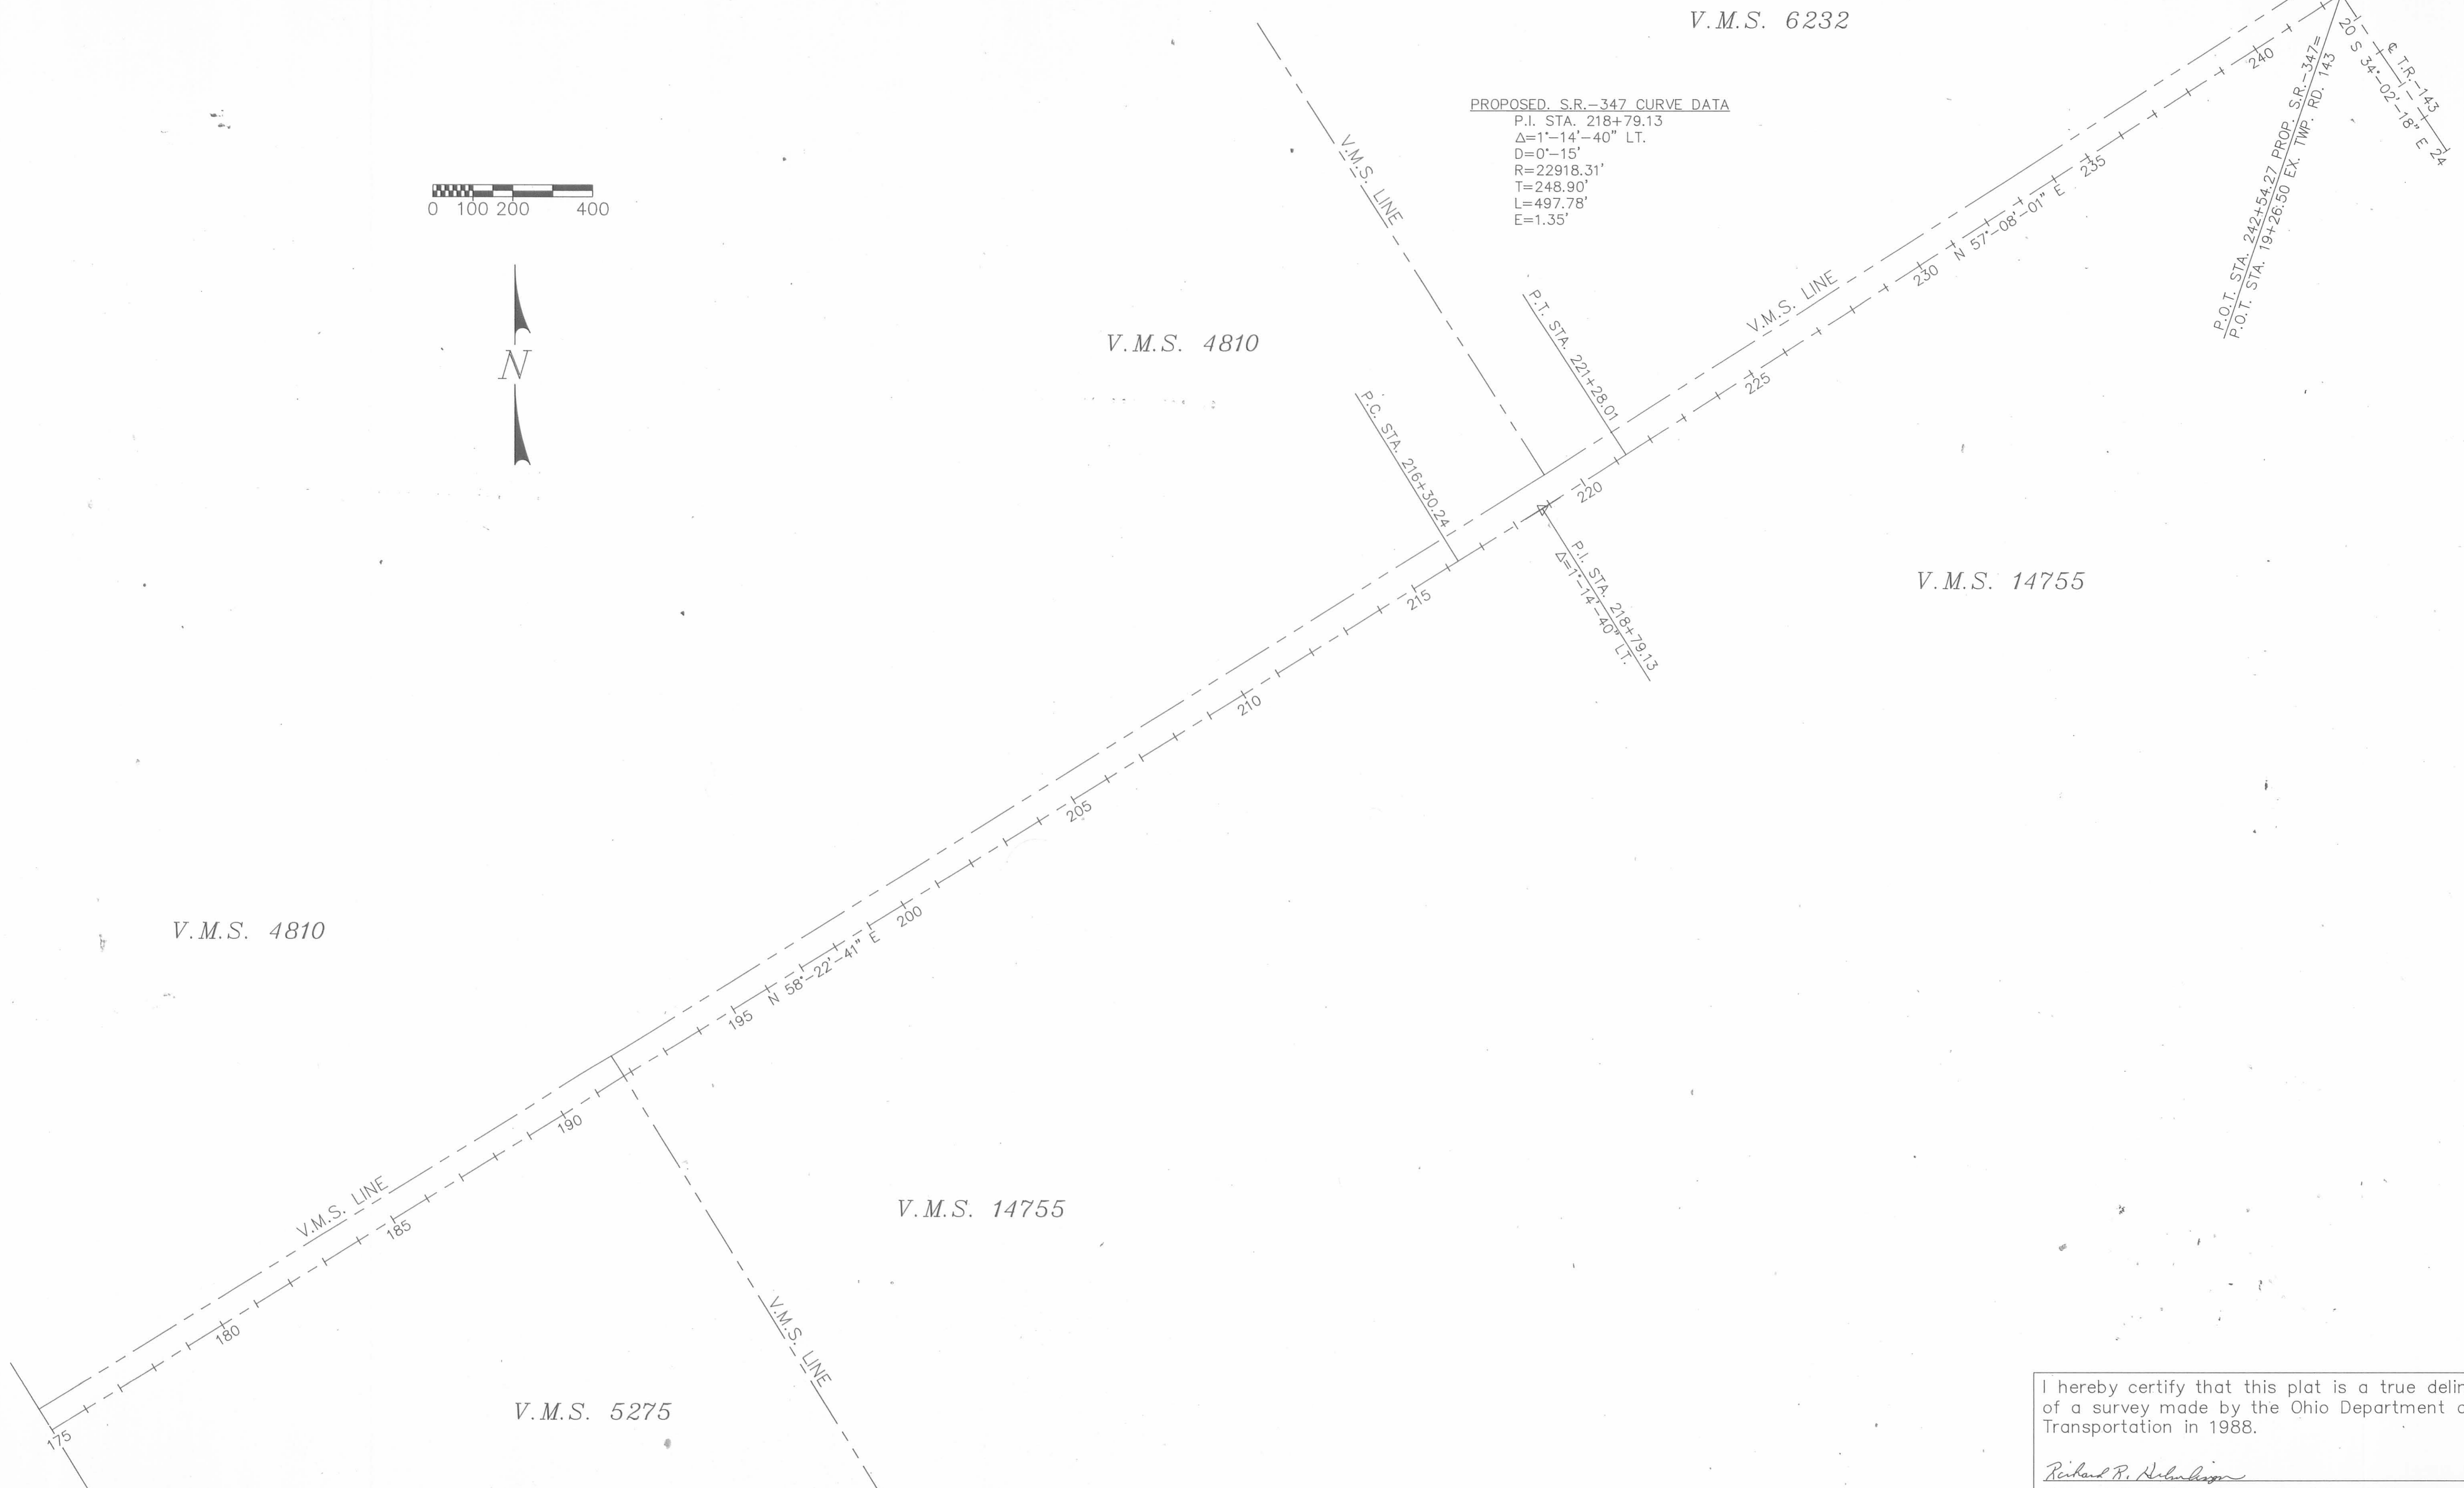 V.M.S. 6232
PROPOSED. S.R.-347 CURVE DATA
P.I. STA. 218+79.13
Δ=1°-14'-40" LT.
D=0°-15'
R=22918.31'
T=248.90'
L=497.78'
E=1.35'
0 100 200 400
N
V.M.S. LINE
V.M.S. 4810
P.T. STA. 221+28.01
P.C. STA. 216+30.24
P.I. STA. 218+79.13
Δ=1°-14'-40" LT.
V.M.S. LINE
N 57°-08'-01" E
240
235
230
225
220
215
210
205
200
195
190
185
180
175
P.O.T. STA. 242+54.27 PROP. S.R.-347=
P.O.T. STA. 19+26.50 EX. TWP. RD. 143
℄ T.R.-143
20 S 34°-02'-18" E 24
V.M.S. 14755
V.M.S. 4810
N 58°-22'-41" E
V.M.S. LINE
V.M.S. 14755
V.M.S. LINE
V.M.S. 5275
I hereby certify that this plat is a true delin
of a survey made by the Ohio Department o
Transportation in 1988.
Richard R.